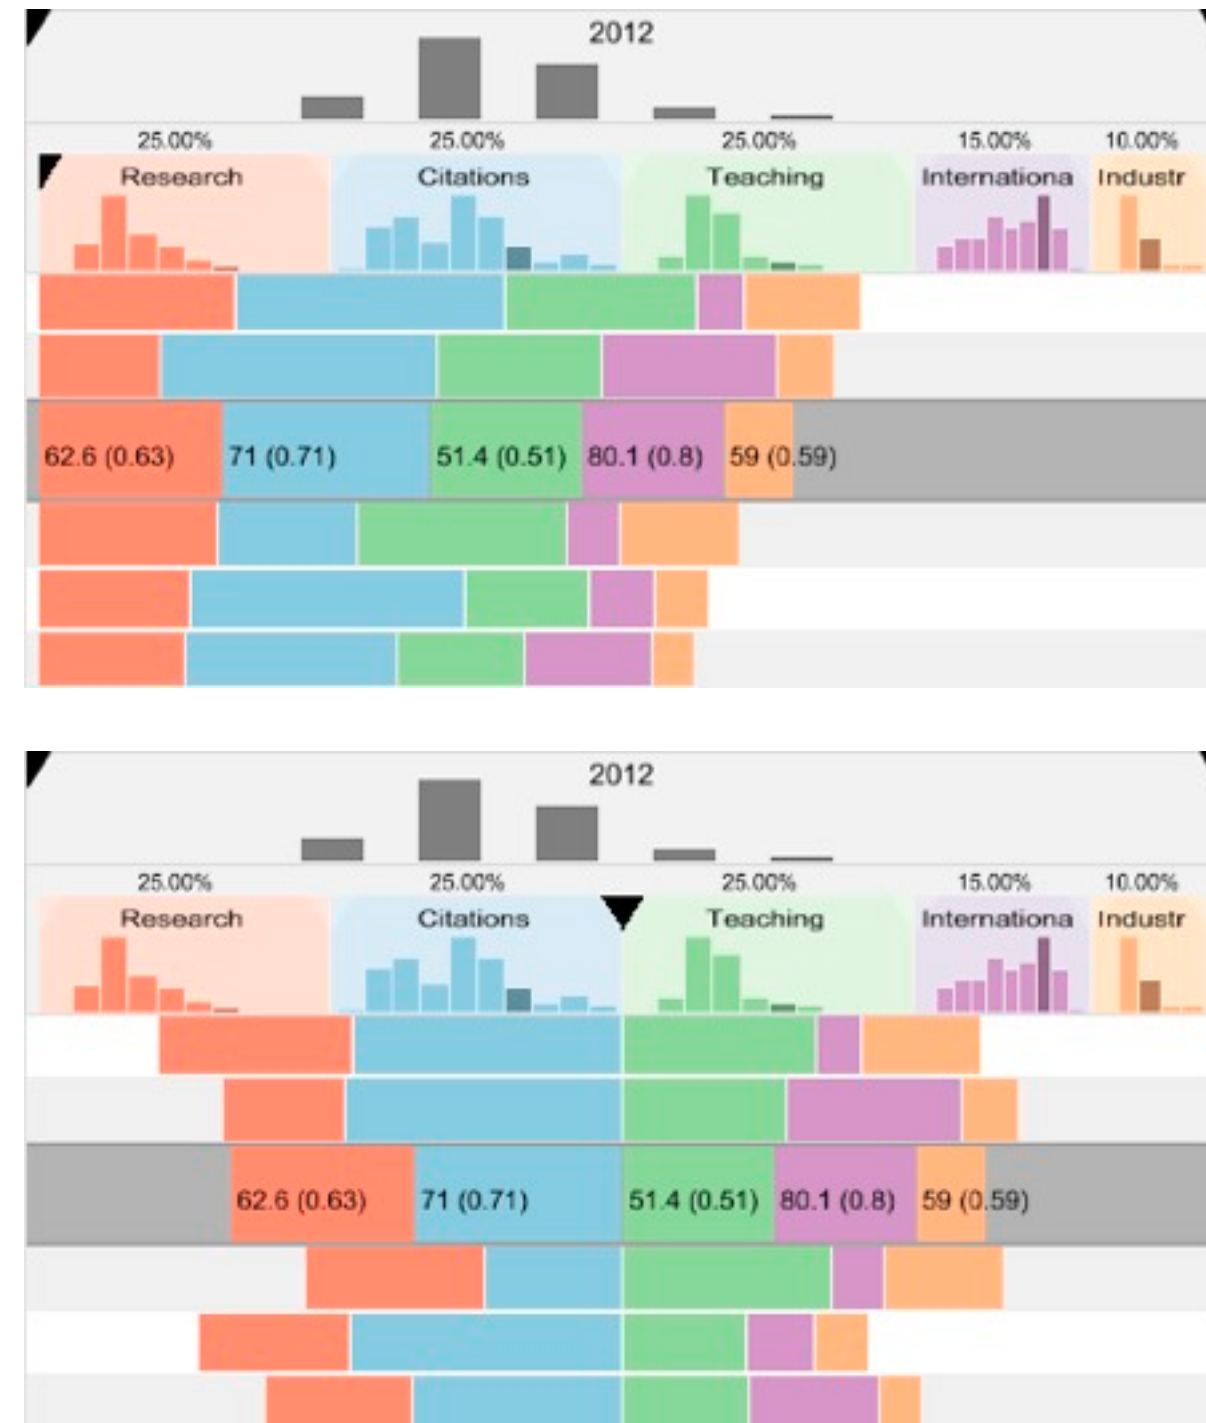 2012
25.00% 25.00% 25.00% 15.00% 10.00%
Research Citations Teaching Internationa Industr
62.6 (0.63) 71 (0.71) 51.4 (0.51) 80.1 (0.8) 59 (0.59)
2012
25.00% 25.00% 25.00% 15.00% 10.00%
Research Citations Teaching Internationa Industr
62.6 (0.63) 71 (0.71) 51.4 (0.51) 80.1 (0.8) 59 (0.59)